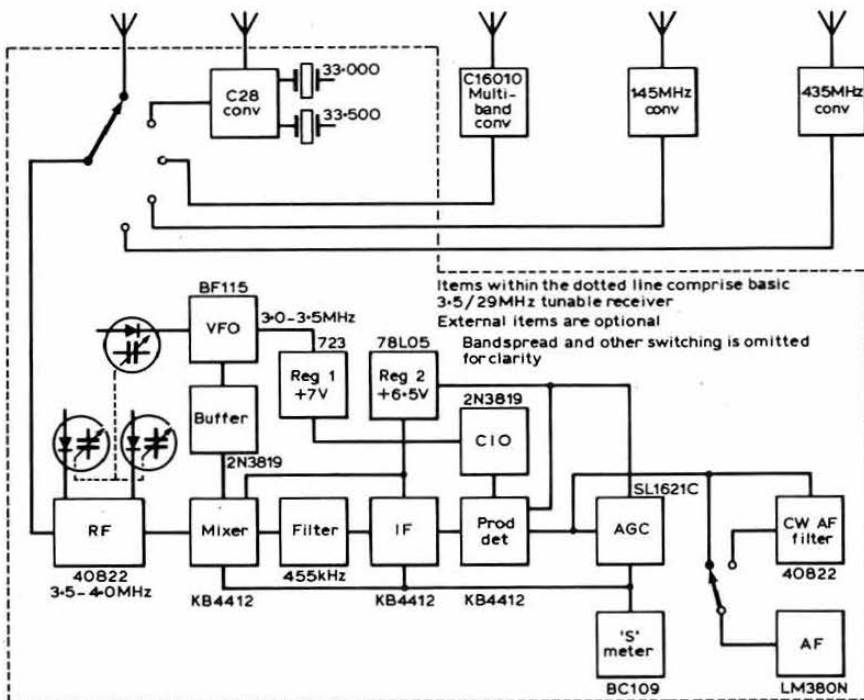 C28
conv
33·000
33·500
C16010
Multi-
band
conv
145MHz
conv
435MHz
conv
Items within the dotted line comprise basic
3·5/29MHz tunable receiver
External items are optional
Bandspread and other switching is omitted
for clarity
BF115
VFO
3·0–3·5MHz
723
Reg 1
+7V
78L05
Reg 2
+6·5V
2N3819
CIO
Buffer
2N3819
SL1621C
RF
Mixer
Filter
IF
Prod
det
AGC
CW AF
filter
40822
3·5–4·0MHz
KB4412
455kHz
KB4412
KB4412
40822
'S'
meter
AF
BC109
LM380N